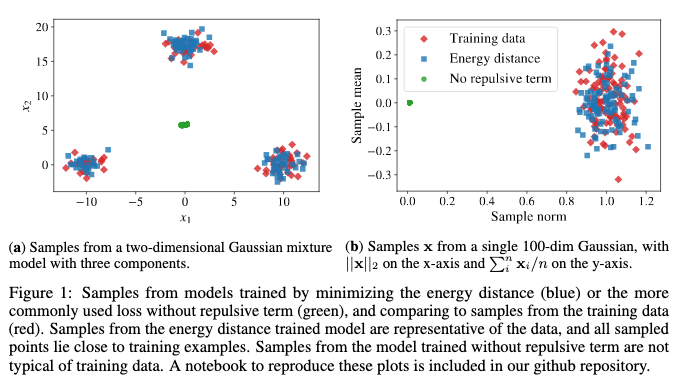 20
15
10
5
0
x₂
−10
−5
0
5
10
x₁
Training data
Energy distance
No repulsive term
0.3
0.2
0.1
0.0
−0.1
−0.2
−0.3
Sample mean
0.0
0.2
0.4
0.6
0.8
1.0
1.2
Sample norm
(a) Samples from a two-dimensional Gaussian mixture
model with three components.
(b) Samples x from a single 100-dim Gaussian, with
||x||₂ on the x-axis and ∑ᵢⁿ xᵢ/n on the y-axis.
Figure 1: Samples from models trained by minimizing the energy distance (blue) or the more
commonly used loss without repulsive term (green), and comparing to samples from the training data
(red). Samples from the energy distance trained model are representative of the data, and all sampled
points lie close to training examples. Samples from the model trained without repulsive term are not
typical of training data. A notebook to reproduce these plots is included in our github repository.